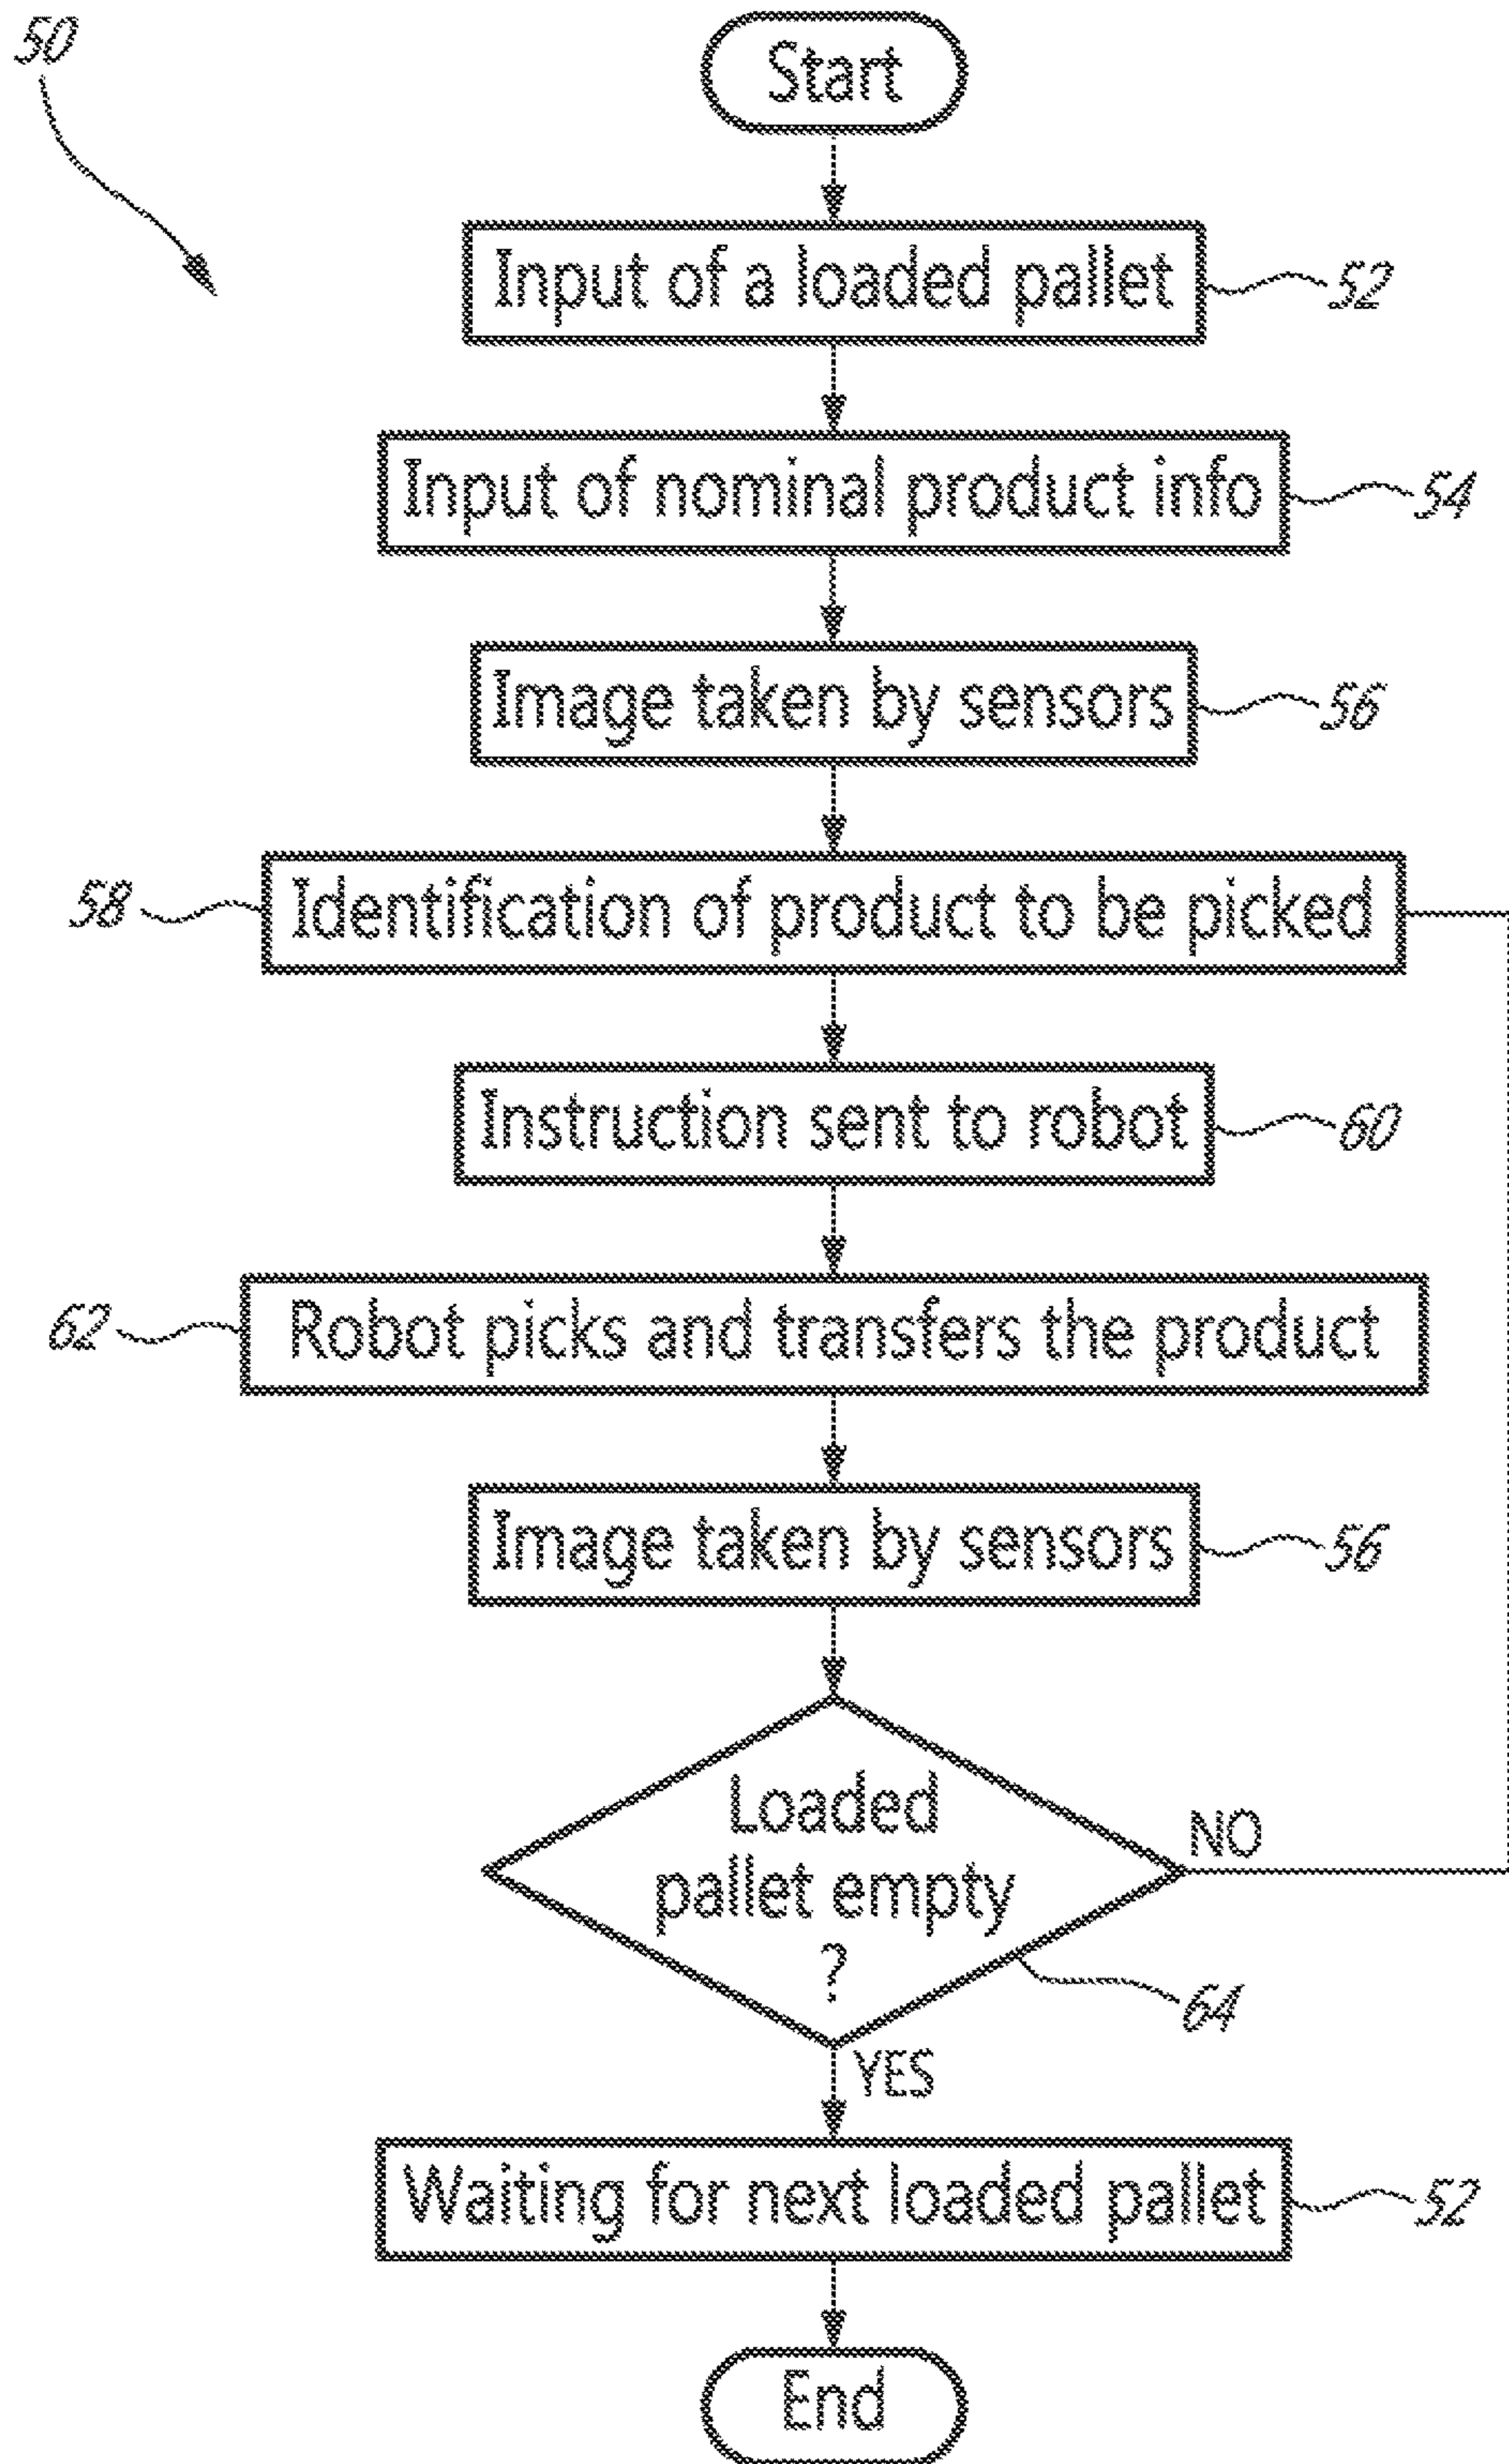 50
Start
Input of a loaded pallet
52
Input of nominal product info
54
Image taken by sensors
56
58
Identification of product to be picked
Instruction sent to robot
60
62
Robot picks and transfers the product
Image taken by sensors
56
Loaded
pallet empty
?
NO
64
YES
Waiting for next loaded pallet
52
End